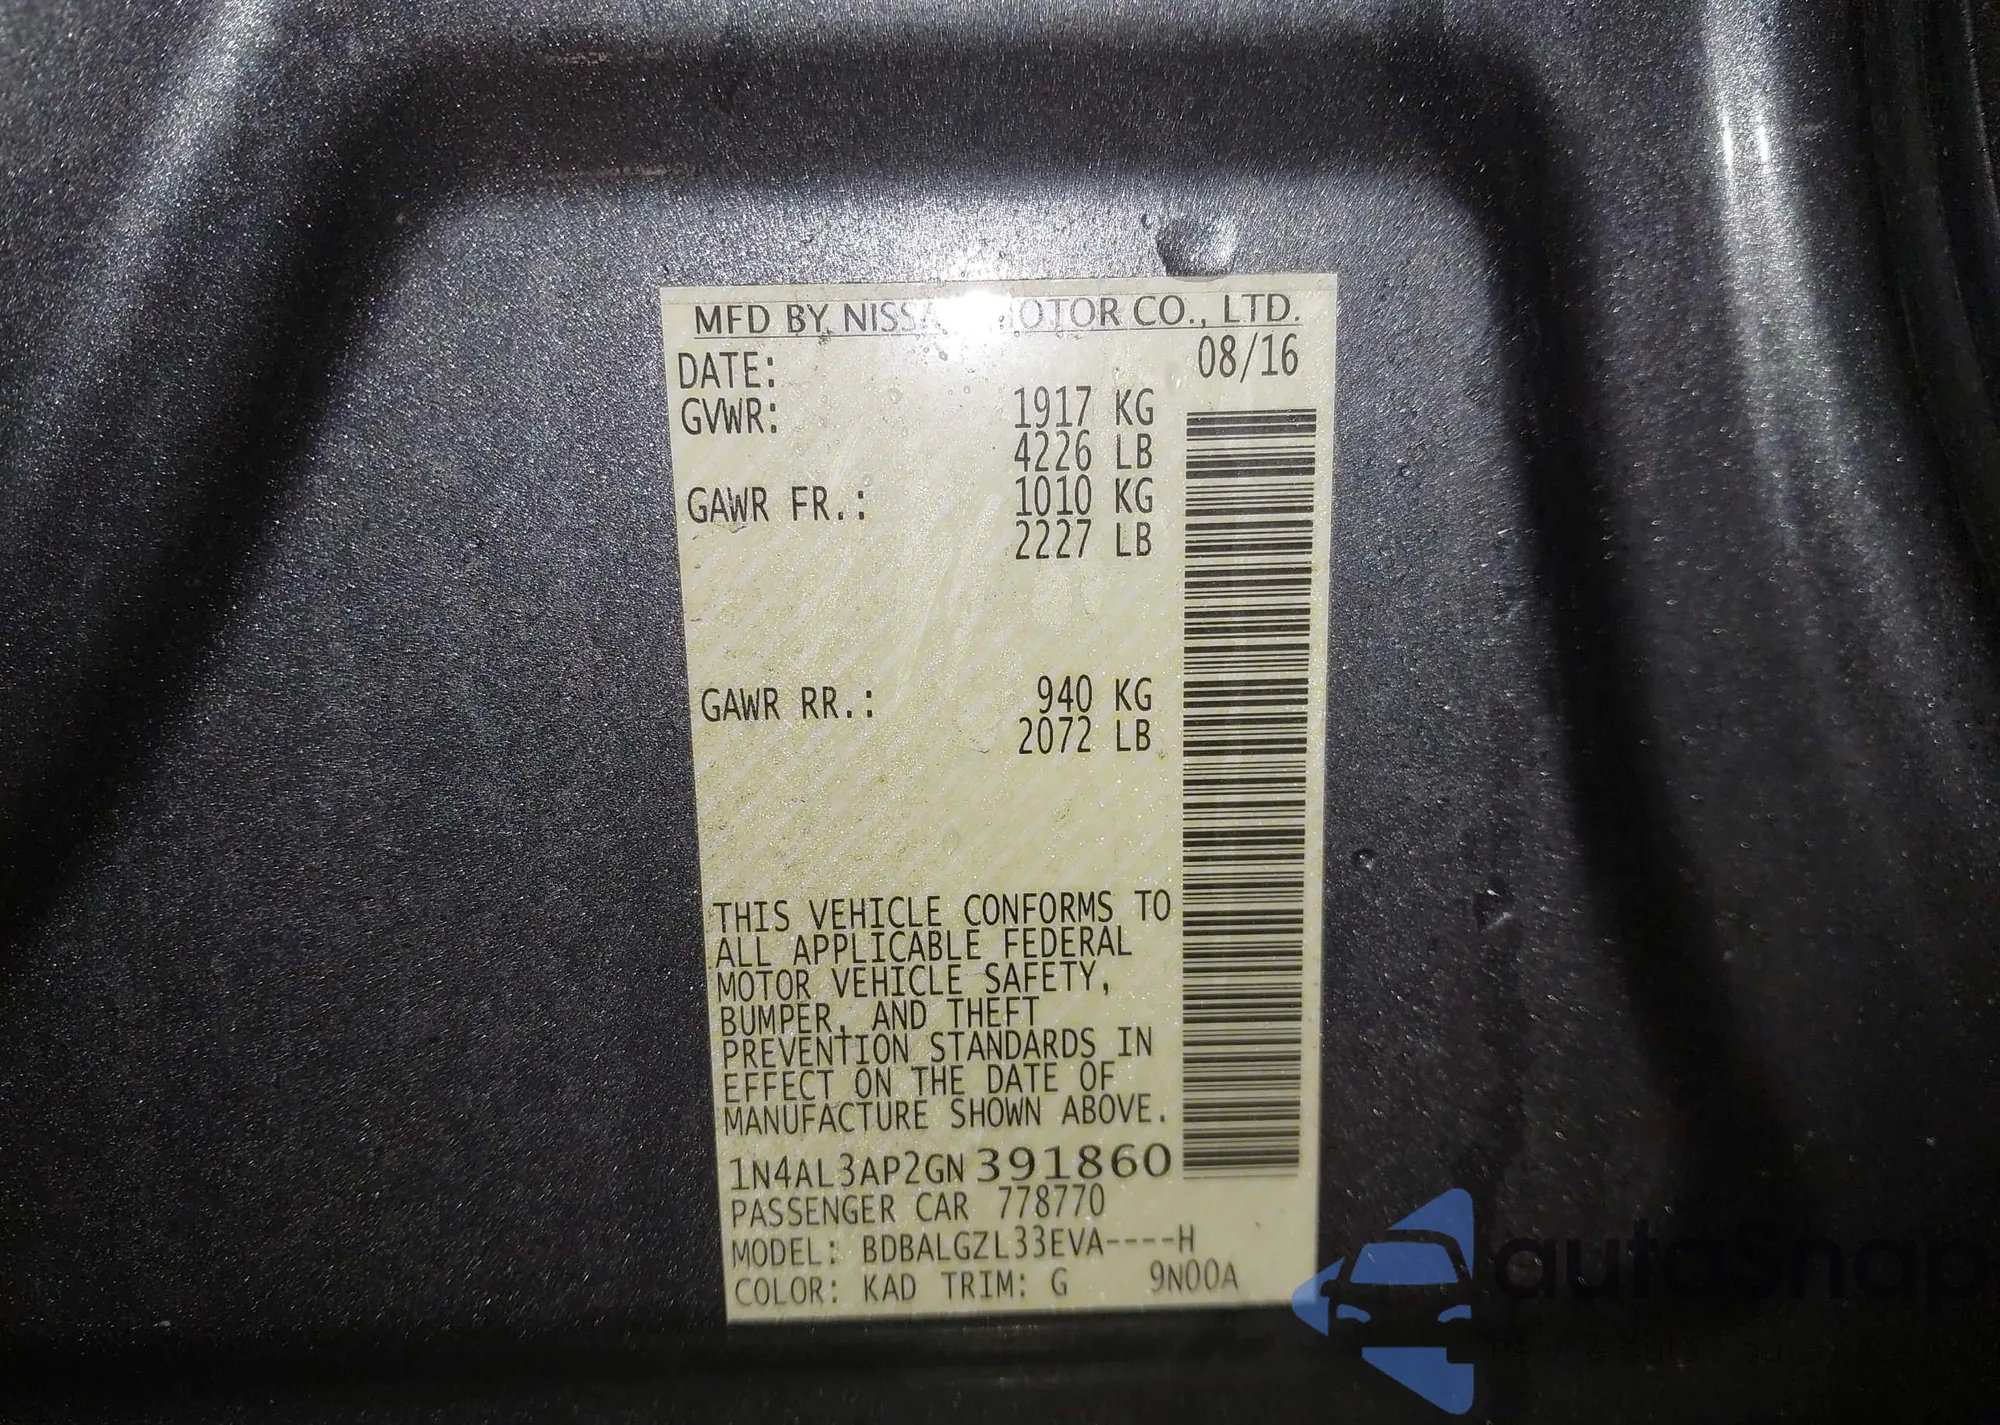 MFD BY NISSAN MOTOR CO., LTD.
DATE: 08/16
GVWR: 1917 KG
4226 LB
GAWR FR.: 1010 KG
2227 LB
GAWR RR.: 940 KG
2072 LB
THIS VEHICLE CONFORMS TO
ALL APPLICABLE FEDERAL
MOTOR VEHICLE SAFETY,
BUMPER, AND THEFT
PREVENTION STANDARDS IN
EFFECT ON THE DATE OF
MANUFACTURE SHOWN ABOVE.
1N4AL3AP2GN391860
PASSENGER CAR 778770
MODEL: BDBALGZL33EVA----H
COLOR: KAD TRIM: G 9N00A
autosnap